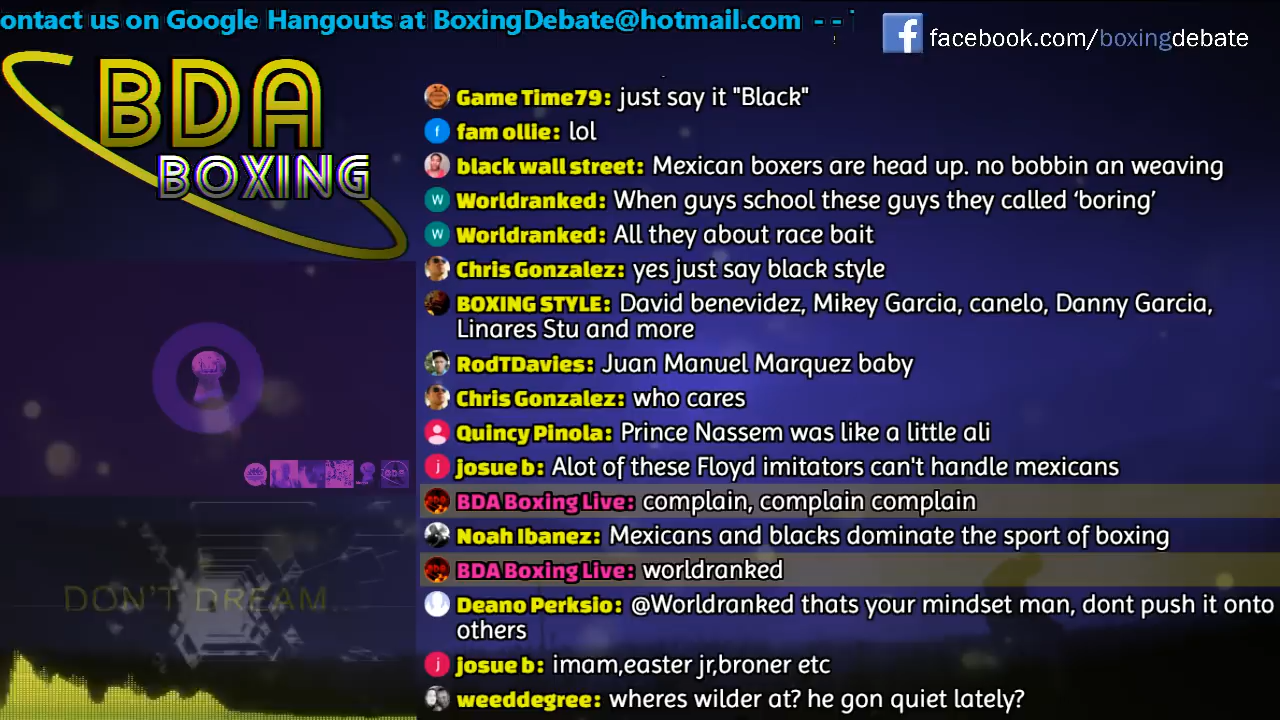 ontact us on Google Hangouts at BoxingDebate@hotmail.com - -
facebook.com/boxingdebate
BDA
BOXING
Game Time79: just say it "Black"
fam ollie: lol
black wall street: Mexican boxers are head up. no bobbin an weaving
Worldranked: When guys school these guys they called ‘boring’
Worldranked: All they about race bait
Chris Gonzalez: yes just say black style
BOXING STYLE: David benevidez, Mikey Garcia, canelo, Danny Garcia,
Linares Stu and more
RodTDavies: Juan Manuel Marquez baby
Chris Gonzalez: who cares
Quincy Pinola: Prince Nassem was like a little ali
josue b: Alot of these Floyd imitators can't handle mexicans
BDA Boxing Live: complain, complain complain
Noah Ibanez: Mexicans and blacks dominate the sport of boxing
BDA Boxing Live: worldranked
Deano Perksio: @Worldranked thats your mindset man, dont push it onto
others
josue b: imam,easter jr,broner etc
weeddegree: wheres wilder at? he gon quiet lately?
DON'T DREAM...